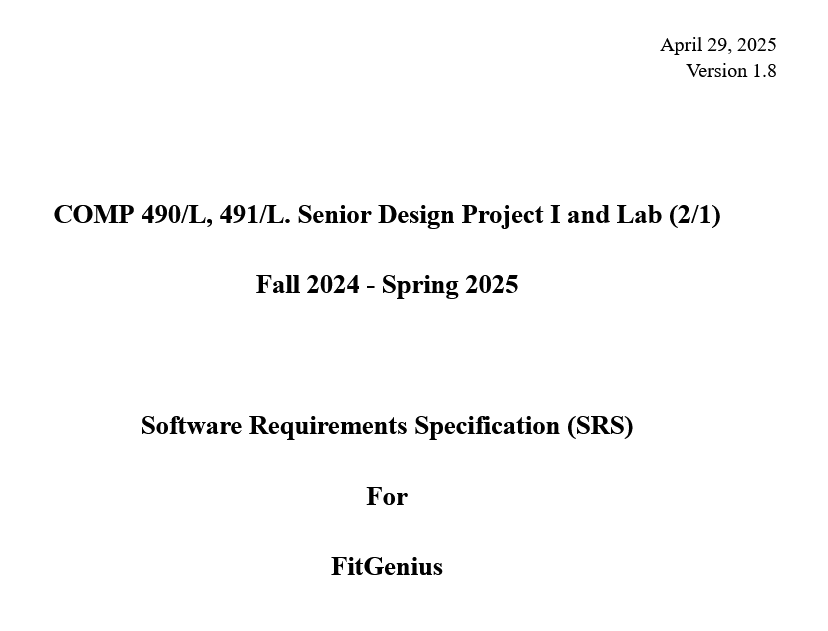 April 29, 2025
Version 1.8
COMP 490/L, 491/L. Senior Design Project I and Lab (2/1)
Fall 2024 - Spring 2025
Software Requirements Specification (SRS)
For
FitGenius